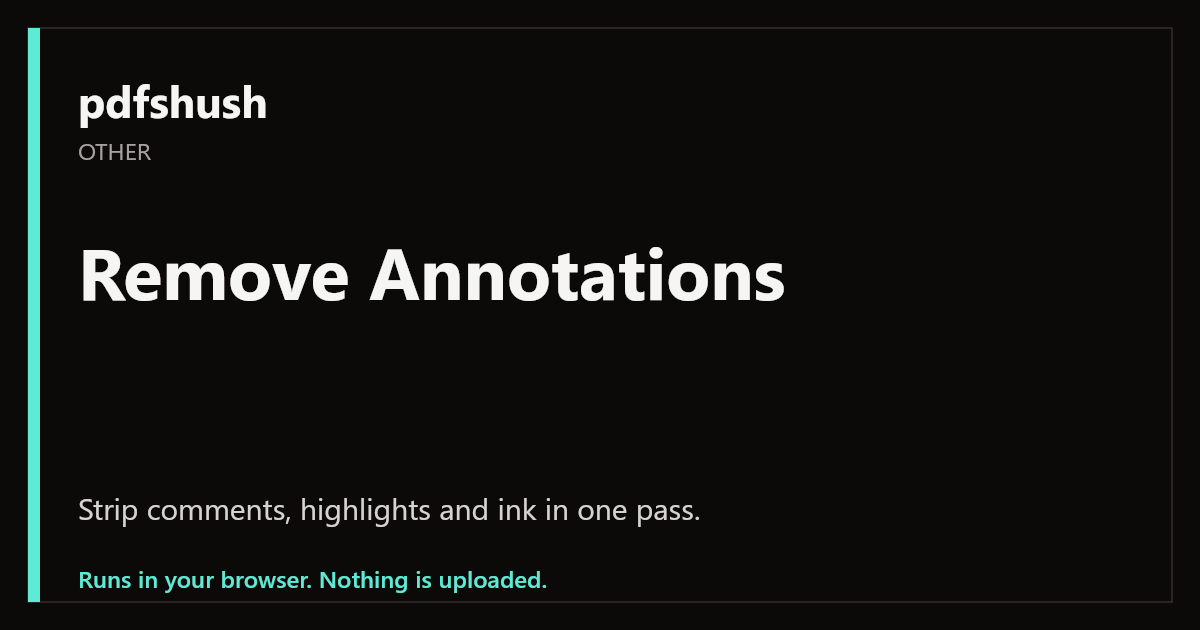 pdfshush
OTHER
Remove Annotations
Strip comments, highlights and ink in one pass.
Runs in your browser. Nothing is uploaded.